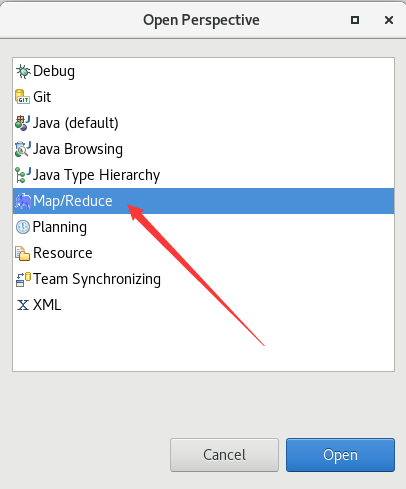 Open Perspective
Debug
Git
Java (default)
Java Browsing
Java Type Hierarchy
Map/Reduce
Planning
Resource
Team Synchronizing
XML
Cancel
Open